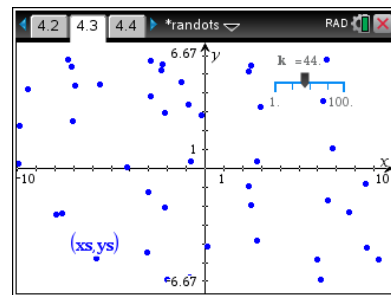 4.2 4.3 4.4 *randots RAD
6.67 y
k =44.
1. 100.
1
x
-10 1 10
(xs,ys)
-6.67